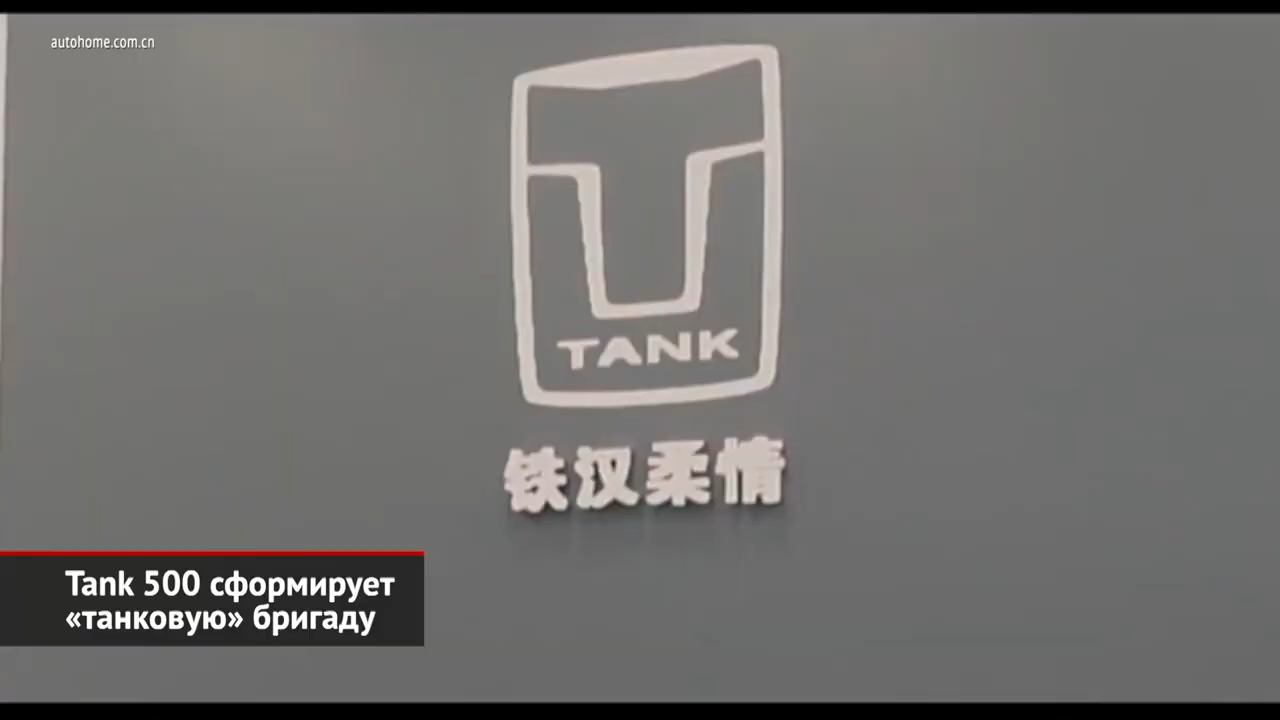 autohome.com.cn
TANK
铁汉柔情
Tank 500 сформирует
«танковую» бригаду